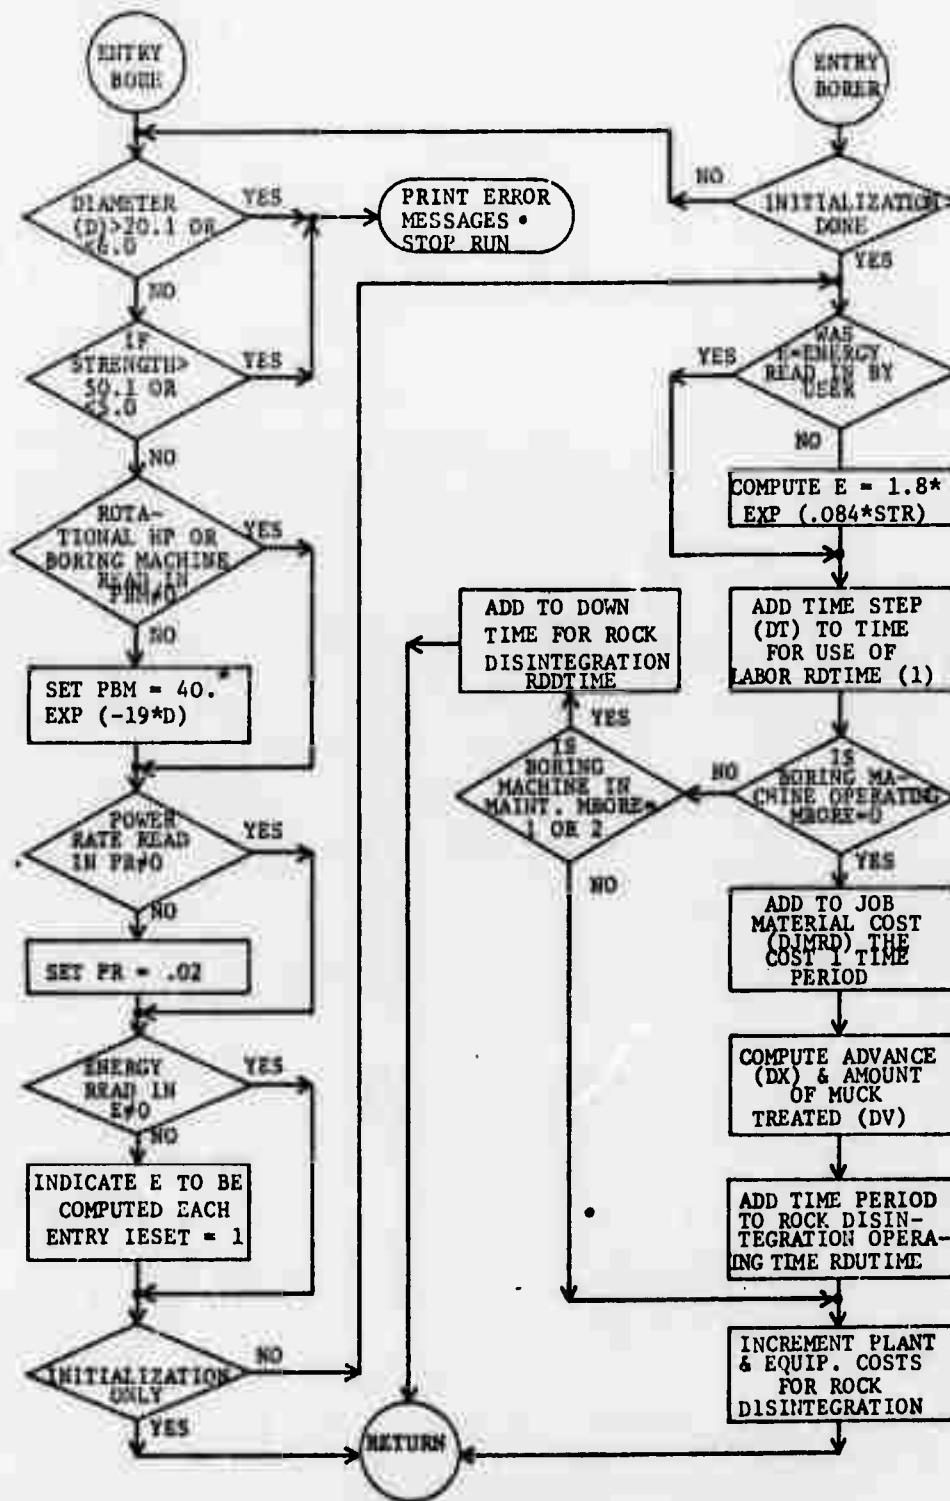 ENTRY
ENTRY
BORER
DIAMETER
(D)>20.1 OR
YES
NO
PRINT ERROR
MESSAGES
STOP RUN
NO
INITIALIZATION
DONE
YES
IF
STRENGTH>
50.1 OR
YES
NO
WAS
E=ENERGY
READ IN BY
USER
YES
NO
COMPUTE E = 1.8*
EXP (.084*STR)
ROTA-
TIONAL HP OR
BORING MACHINE
READ IN
PBM≠0
YES
NO
SET PBM = 40.*
EXP (-19*D)
ADD TIME STEP
(DT) TO TIME
FOR USE OF
LABOR RDTIME (1)
ADD TO DOWN
TIME FOR ROCK
DISINTEGRATION
RDDTIME
YES
IS
BORING
MACHINE IN
MAINT. MBORE=
1 OR 2
NO
NO
IS
BORING MA-
CHINE OPERATING
MBORE=0
YES
POWER
RATE READ
IN PR≠0
YES
NO
SET PR = .02
ADD TO JOB
MATERIAL COST
(DJMRD) THE
COST 1 TIME
PERIOD
ENERGY
READ IN
E≠0
YES
NO
COMPUTE ADVANCE
(DX) & AMOUNT
OF MUCK
TREATED (DV)
INDICATE E TO BE
COMPUTED EACH
ENTRY IESET = 1
ADD TIME PERIOD
TO ROCK DISIN-
TEGRATION OPERA-
ING TIME RDUTIME
INITIALIZATION
ONLY
NO
YES
INCREMENT PLANT
& EQUIP. COSTS
FOR ROCK
DISINTEGRATION
RETURN